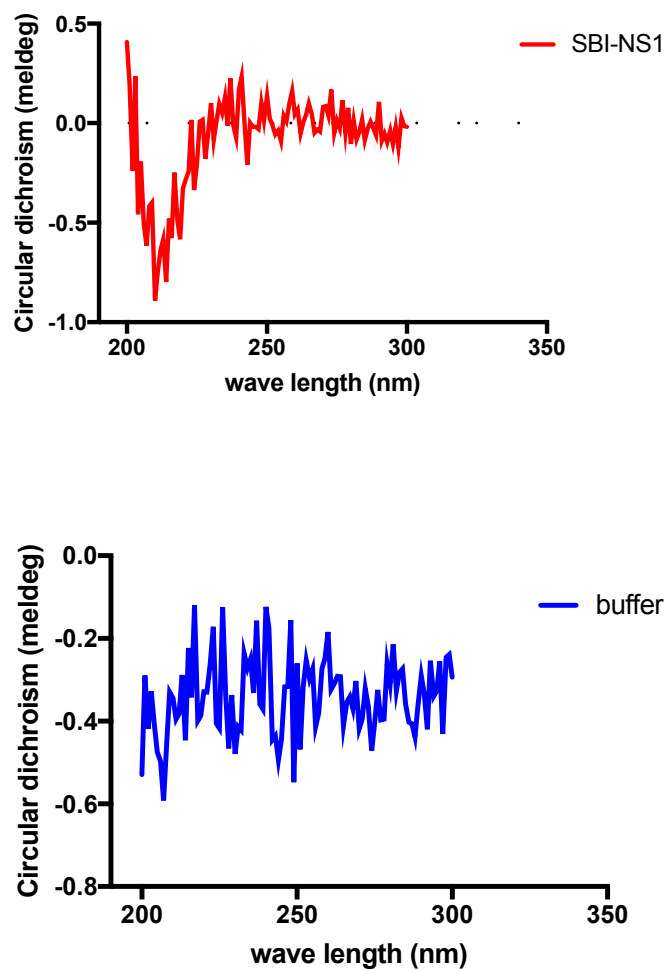 0.5
SBI-NS1
0.0
-0.5
-1.0
Circular dichroism (meldeg)
200
250
300
350
wave length (nm)
0.0
buffer
-0.2
-0.4
-0.6
-0.8
Circular dichroism (meldeg)
200
250
300
350
wave length (nm)